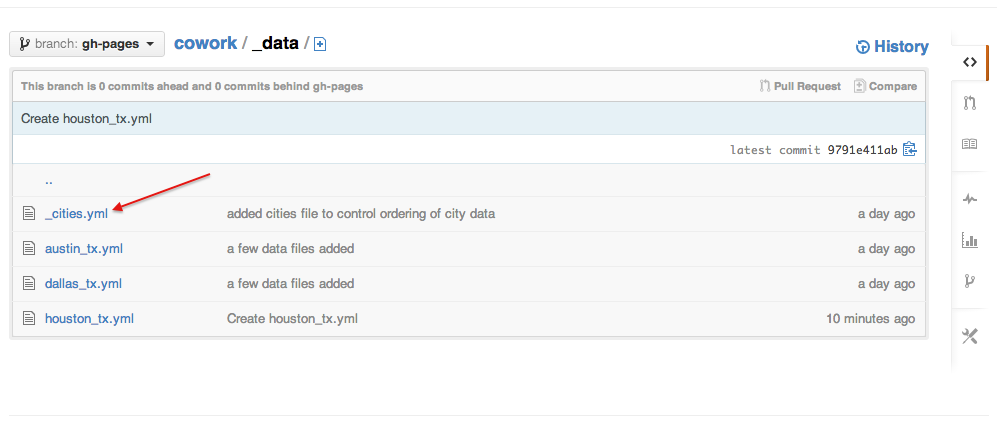 branch: gh-pages cowork / _data /
History
This branch is 0 commits ahead and 0 commits behind gh-pages Pull Request Compare
Create houston_tx.yml
latest commit 9791e411ab
..
_cities.yml added cities file to control ordering of city data a day ago
austin_tx.yml a few data files added a day ago
dallas_tx.yml a few data files added a day ago
houston_tx.yml Create houston_tx.yml 10 minutes ago